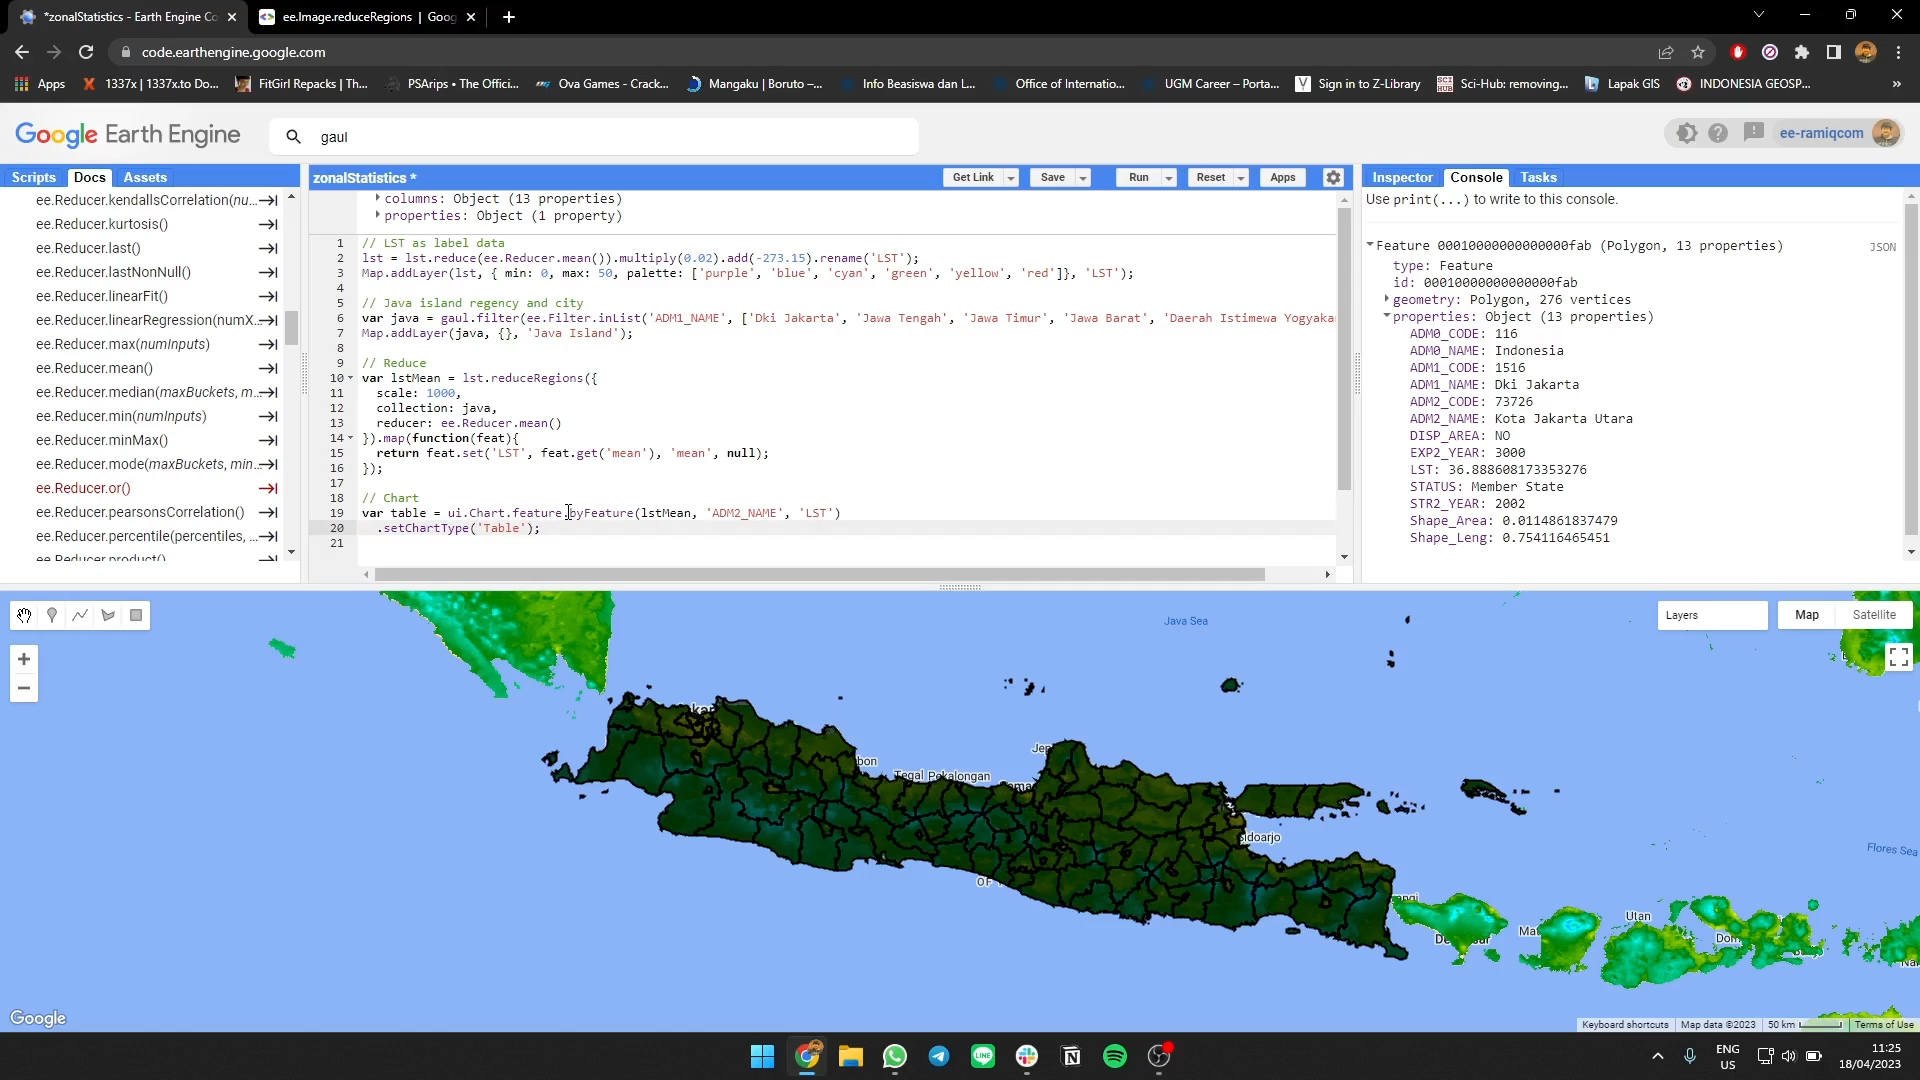 *zonalStatistics - Earth Engine Co
ee.Image.reduceRegions | Goog
code.earthengine.google.com
Apps
1337x | 1337x.to Do...
FitGirl Repacks | Th...
PSArips • The Offici...
Ova Games - Crack...
Mangaku | Boruto –...
Info Beasiswa dan L...
Office of Internatio...
UGM Career – Porta...
Sign in to Z-Library
SCI HUB
Sci-Hub: removing...
Lapak GIS
INDONESIA GEOSP...
Google Earth Engine
gaul
ee-ramiqcom
Scripts
Docs
Assets
ee.Reducer.kendallsCorrelation(nu...
ee.Reducer.kurtosis()
ee.Reducer.last()
ee.Reducer.lastNonNull()
ee.Reducer.linearFit()
ee.Reducer.linearRegression(numX...
ee.Reducer.max(numInputs)
ee.Reducer.mean()
ee.Reducer.median(maxBuckets, m...
ee.Reducer.min(numInputs)
ee.Reducer.minMax()
ee.Reducer.mode(maxBuckets, min...
ee.Reducer.or()
ee.Reducer.pearsonsCorrelation()
ee.Reducer.percentile(percentiles, ...
ee.Reducer.product()
zonalStatistics *
Get Link
Save
Run
Reset
Apps
columns: Object (13 properties)
properties: Object (1 property)
1 // LST as label data
2 lst = lst.reduce(ee.Reducer.mean()).multiply(0.02).add(-273.15).rename('LST');
3 Map.addLayer(lst, { min: 0, max: 50, palette: ['purple', 'blue', 'cyan', 'green', 'yellow', 'red']}, 'LST');
4
5 // Java island regency and city
6 var java = gaul.filter(ee.Filter.inList('ADM1_NAME', ['Dki Jakarta', 'Jawa Tengah', 'Jawa Timur', 'Jawa Barat', 'Daerah Istimewa Yogyaka
7 Map.addLayer(java, {}, 'Java Island');
8
9 // Reduce
10 var lstMean = lst.reduceRegions({
11 scale: 1000,
12 collection: java,
13 reducer: ee.Reducer.mean()
14 }).map(function(feat){
15 return feat.set('LST', feat.get('mean'), 'mean', null);
16 });
17
18 // Chart
19 var table = ui.Chart.feature.byFeature(lstMean, 'ADM2_NAME', 'LST')
20 .setChartType('Table');
21
Inspector
Console
Tasks
Use print(...) to write to this console.
Feature 00010000000000000fab (Polygon, 13 properties)
JSON
type: Feature
id: 00010000000000000fab
geometry: Polygon, 276 vertices
properties: Object (13 properties)
ADM0_CODE: 116
ADM0_NAME: Indonesia
ADM1_CODE: 1516
ADM1_NAME: Dki Jakarta
ADM2_CODE: 73726
ADM2_NAME: Kota Jakarta Utara
DISP_AREA: NO
EXP2_YEAR: 3000
LST: 36.888608173353276
STATUS: Member State
STR2_YEAR: 2002
Shape_Area: 0.0114861837479
Shape_Leng: 0.754116465451
Java Sea
Layers
Map
Satellite
+
−
kar
Jep
bon
Tegal Pekalongan
ema
sidoarjo
OF
Flores Sea
angi
De
sar
Mat
Utan
Dom
Google
Keyboard shortcuts
Map data ©2023
50 km
Terms of Use
ENG
US
11:25
18/04/2023